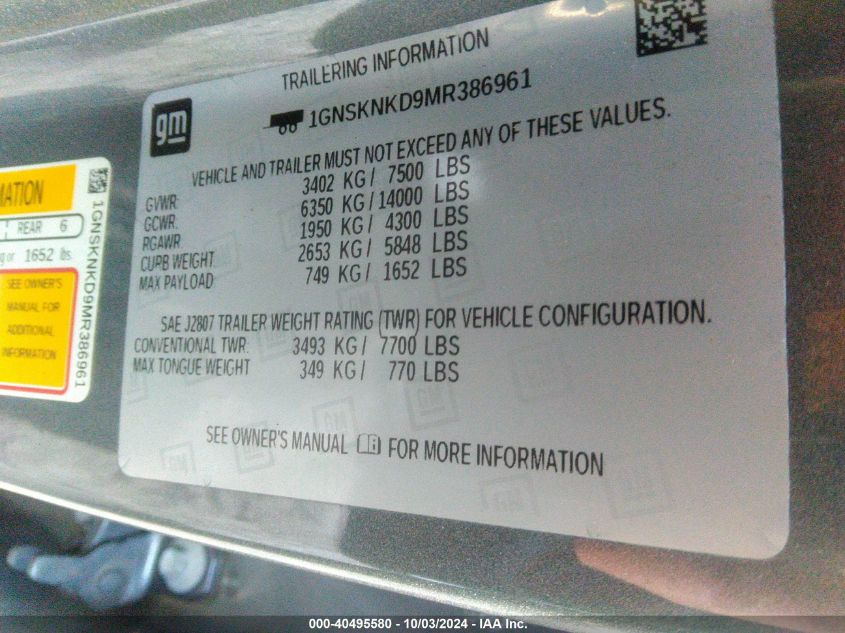 TRAILERING INFORMATION
gm
1GNSKNKD9MR386961
VEHICLE AND TRAILER MUST NOT EXCEED ANY OF THESE VALUES.
GVWR: 3402 KG / 7500 LBS
GCWR: 6350 KG / 14000 LBS
RGAWR: 1950 KG / 4300 LBS
CURB WEIGHT: 2653 KG / 5848 LBS
MAX PAYLOAD 749 KG / 1652 LBS
SAE J2807 TRAILER WEIGHT RATING (TWR) FOR VEHICLE CONFIGURATION.
CONVENTIONAL TWR: 3493 KG / 7700 LBS
MAX TONGUE WEIGHT 349 KG / 770 LBS
SEE OWNER'S MANUAL FOR MORE INFORMATION
MATION
REAR 6
g or 1652 lbs.
SEE OWNER'S
MANUAL FOR
ADDITIONAL
INFORMATION
1GNSKNKD9MR386961
000-40495580 - 10/03/2024 - IAA Inc.